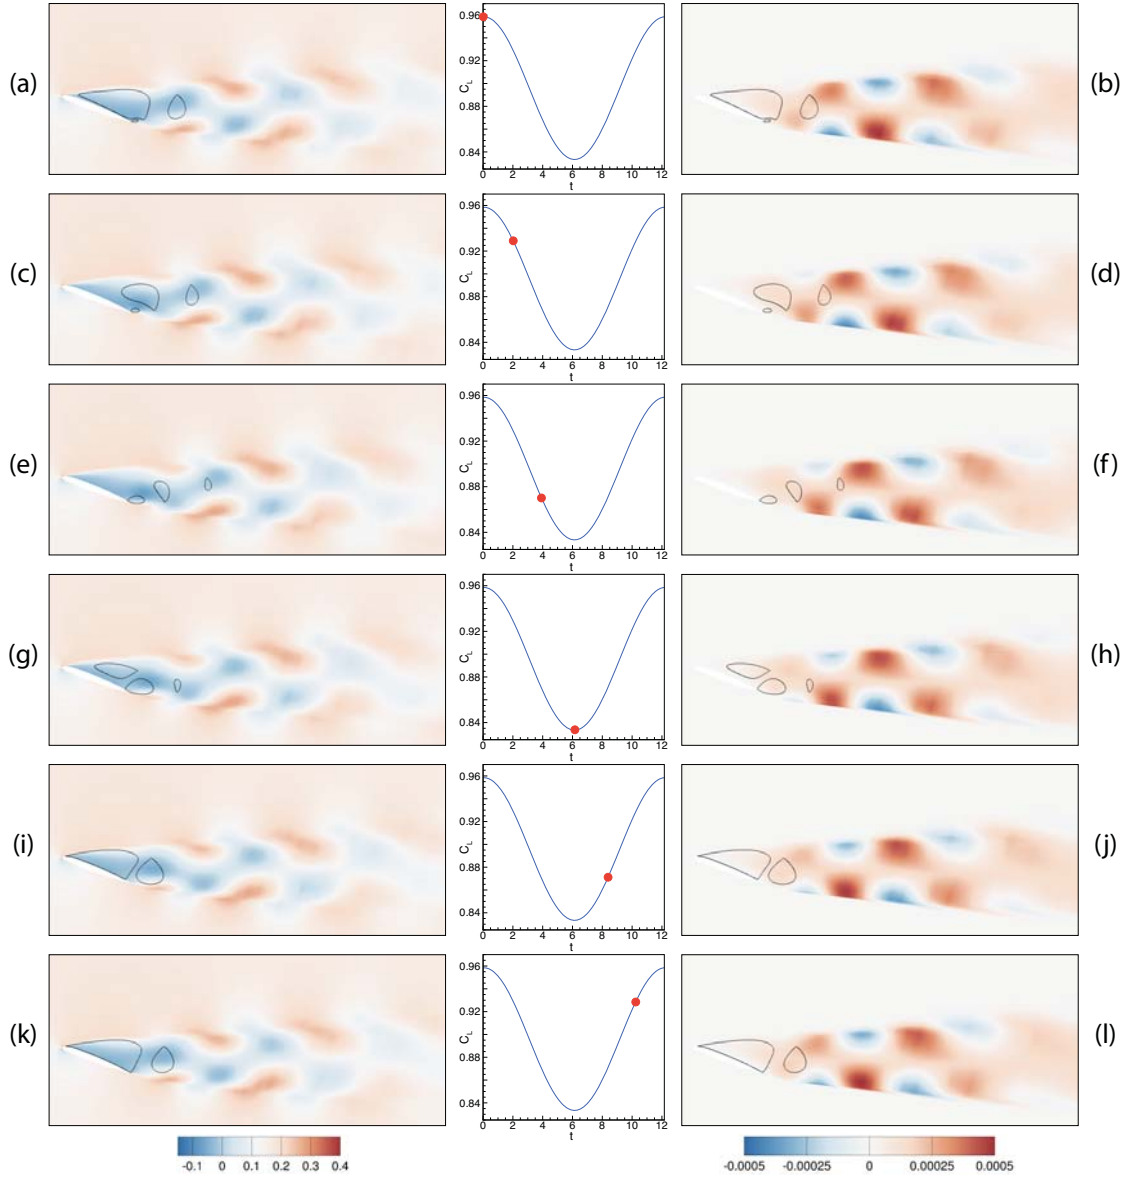 (a)
0.96
0.92
0.88
0.84
C_L
0 2 4 6 8 10 12
t
(b)
(c)
0.96
0.92
0.88
0.84
C_L
0 2 4 6 8 10 12
t
(d)
(e)
0.96
0.92
0.88
0.84
C_L
0 2 4 6 8 10 12
t
(f)
(g)
0.96
0.92
0.88
0.84
C_L
0 2 4 6 8 10 12
t
(h)
(i)
0.96
0.92
0.88
0.84
C_L
0 2 4 6 8 10 12
t
(j)
(k)
0.96
0.92
0.88
0.84
C_L
0 2 4 6 8 10 12
t
(l)
-0.1 0 0.1 0.2 0.3 0.4
-0.0005 -0.00025 0 0.00025 0.0005